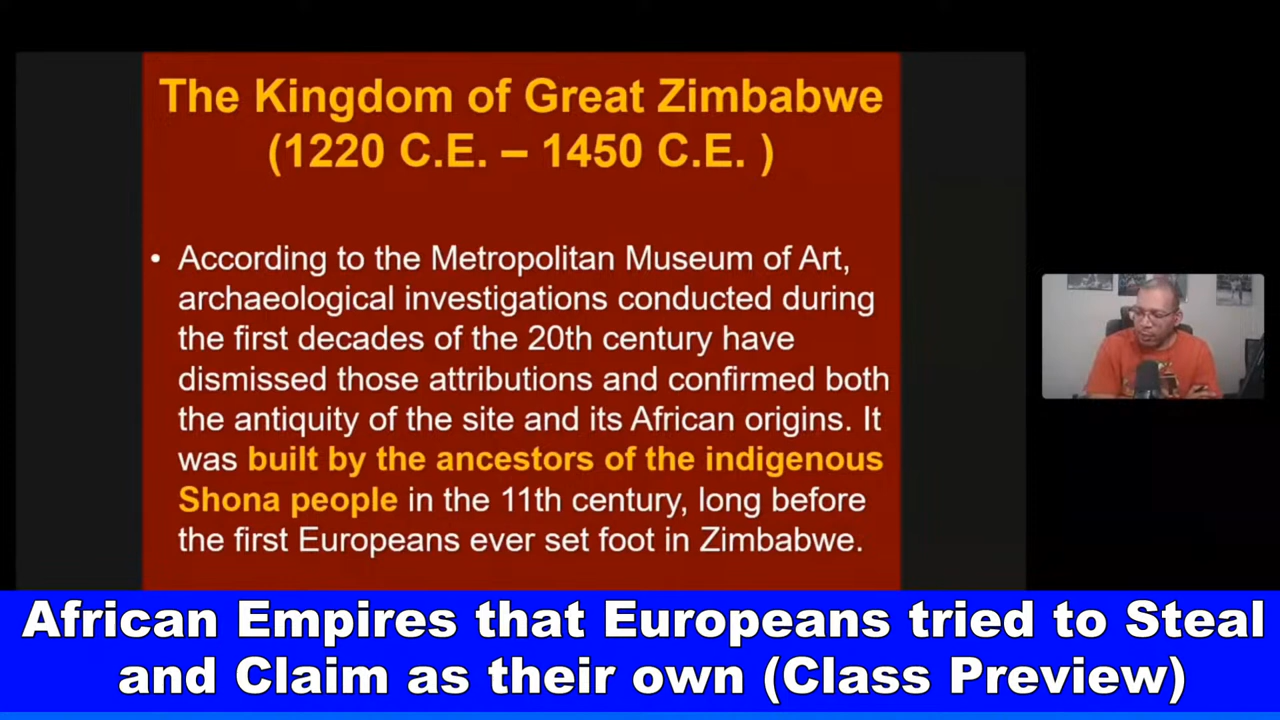 The Kingdom of Great Zimbabwe
(1220 C.E. – 1450 C.E. )
• According to the Metropolitan Museum of Art,
archaeological investigations conducted during
the first decades of the 20th century have
dismissed those attributions and confirmed both
the antiquity of the site and its African origins. It
was built by the ancestors of the indigenous
Shona people in the 11th century, long before
the first Europeans ever set foot in Zimbabwe.
African Empires that Europeans tried to Steal
and Claim as their own (Class Preview)